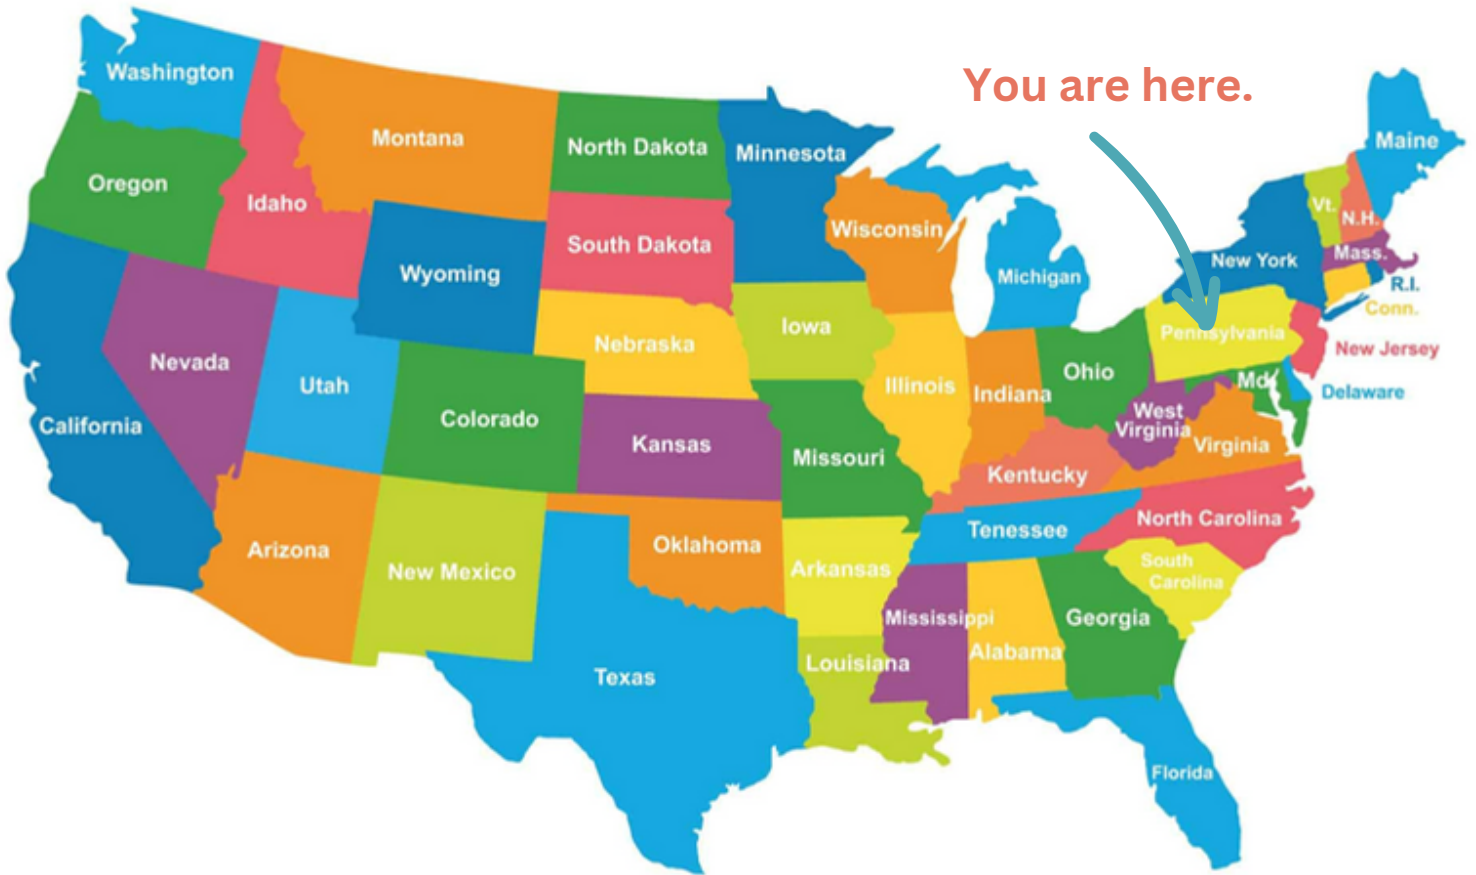 You are here.
Washington
Montana
North Dakota
Minnesota
Maine
Oregon
Idaho
Vt.
N.H.
Wisconsin
South Dakota
Mass.
New York
Wyoming
Michigan
R.I.
Conn.
Iowa
Pennsylvania
Nebraska
New Jersey
Nevada
Ohio
Utah
Illinois
Indiana
Md.
Delaware
Colorado
West
Virginia
California
Kansas
Virginia
Missouri
Kentucky
North Carolina
Tenessee
Arizona
Oklahoma
New Mexico
Arkansas
South
Carolina
Mississippi
Georgia
Alabama
Louisiana
Texas
Florida